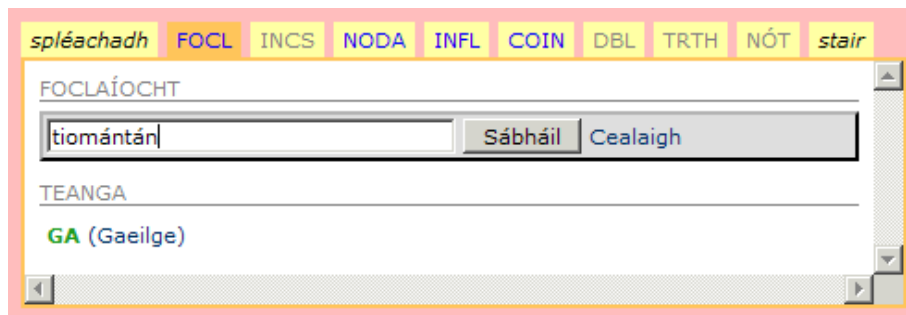 spléachadh FOCL INCS NODA INFL COIN DBL TRTH NÓT stair
FOCLAÍOCHT
tiomántán Sábháil Cealaigh
TEANGA
GA (Gaeilge)